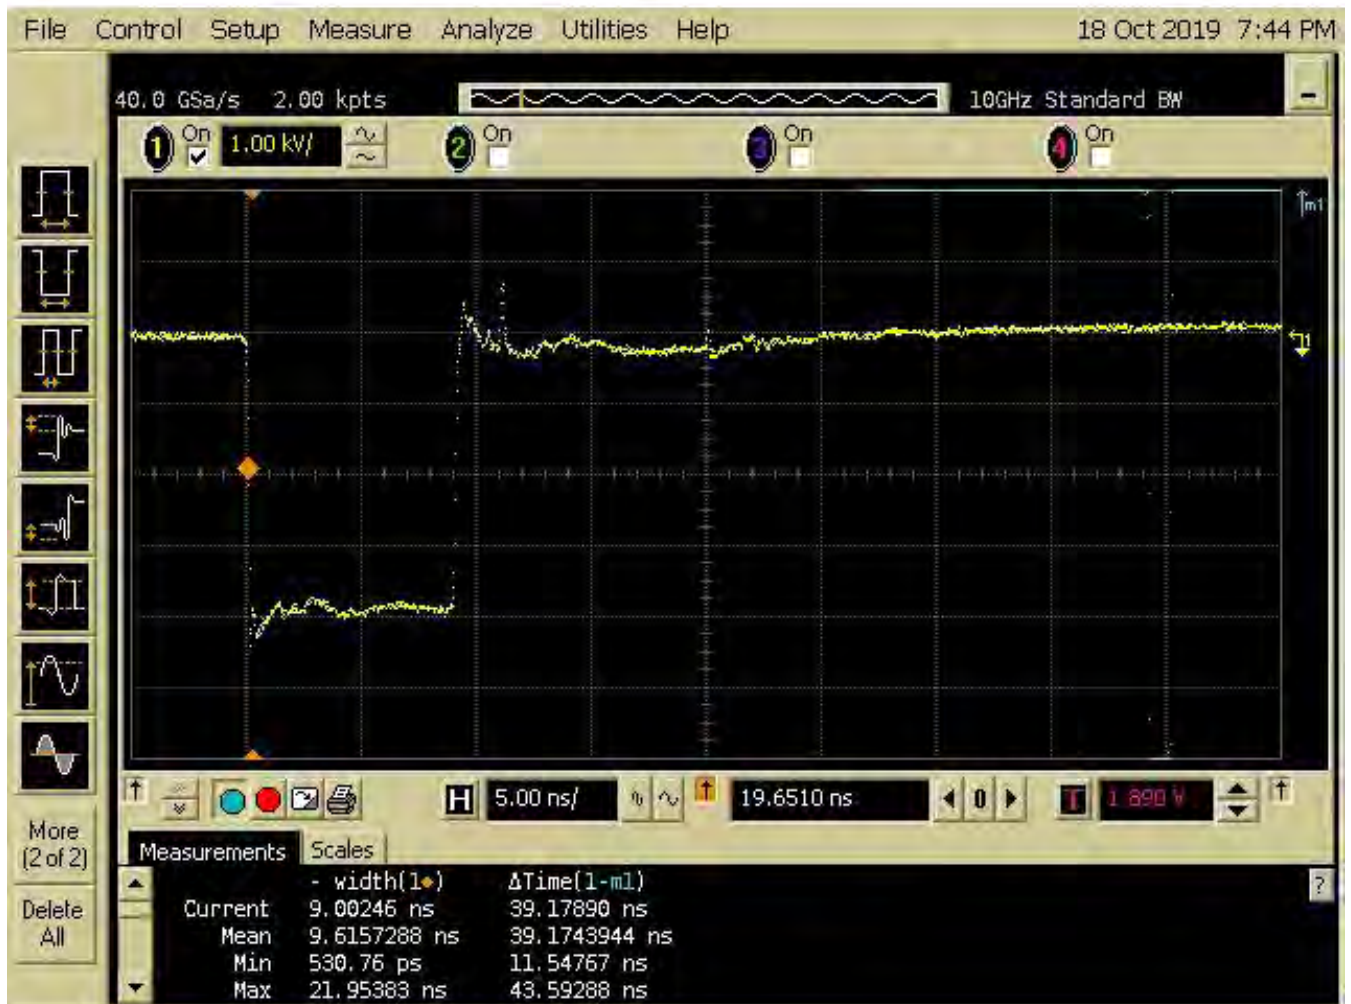 File Control Setup Measure Analyze Utilities Help 18 Oct 2019 7:44 PM
40.0 GSa/s 2.00 kpts 10GHz Standard BW
1 On 1.00 kV/ 2 On 3 On 4 On
m1
1
H 5.00 ns/ 19.6510 ns 0 T 1.890 V
More
(2 of 2)
Delete
All
Measurements Scales
- width(1) ΔTime(1-m1) ?
Current 9.00246 ns 39.17890 ns
Mean 9.6157288 ns 39.1743944 ns
Min 530.76 ps 11.54767 ns
Max 21.95383 ns 43.59288 ns